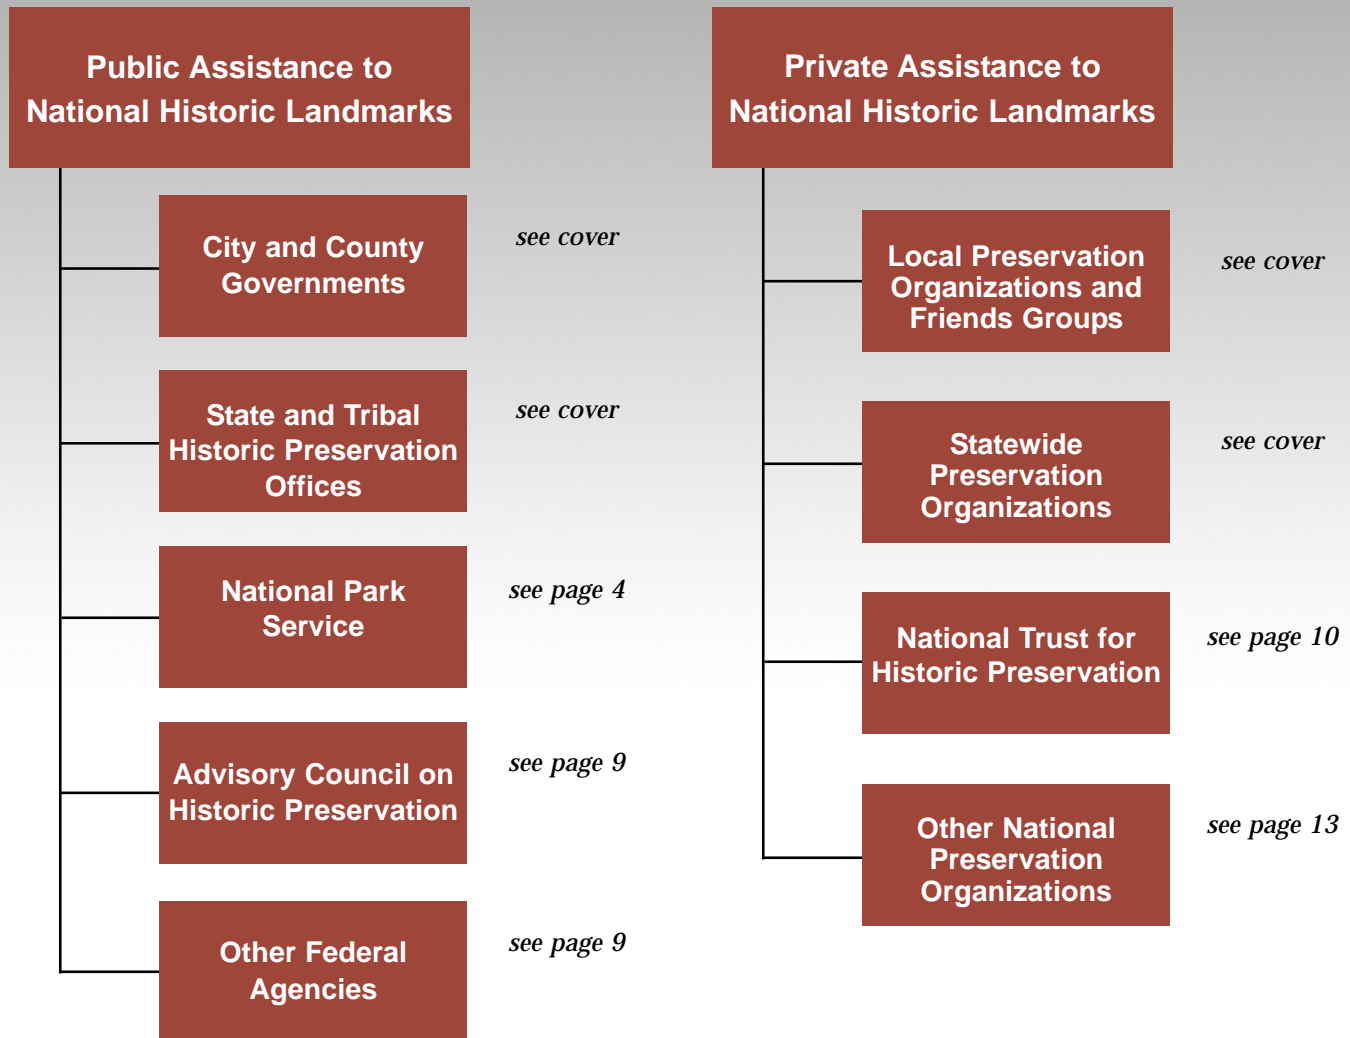 Public Assistance to
National Historic Landmarks
City and County
Governments
see cover
State and Tribal
Historic Preservation
Offices
see cover
National Park
Service
see page 4
Advisory Council on
Historic Preservation
see page 9
Other Federal
Agencies
see page 9
Private Assistance to
National Historic Landmarks
Local Preservation
Organizations and
Friends Groups
see cover
Statewide
Preservation
Organizations
see cover
National Trust for
Historic Preservation
see page 10
Other National
Preservation
Organizations
see page 13